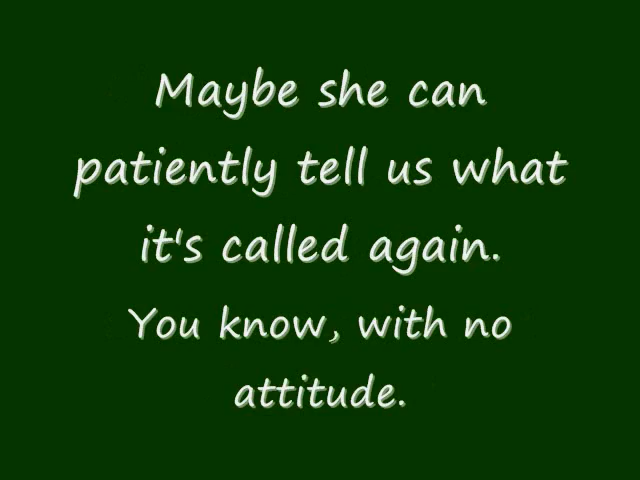 Maybe she can
patiently tell us what
it's called again.
You know, with no
attitude.